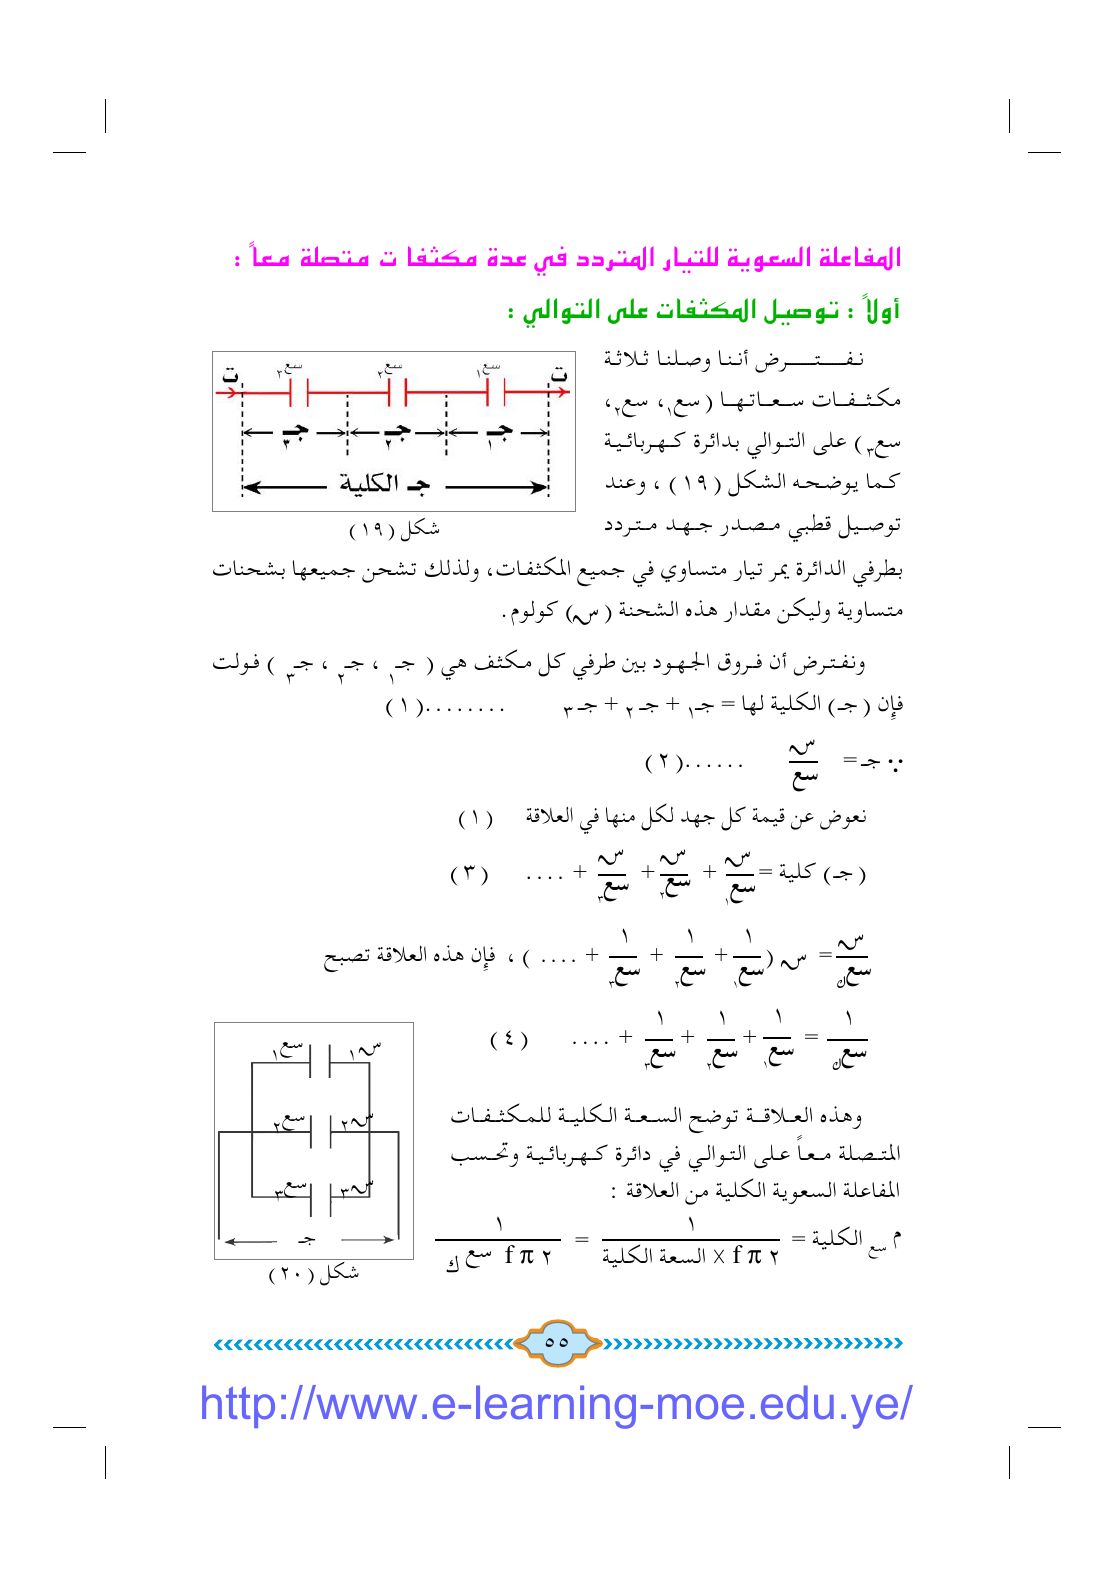 المفاعلة السعوية للتيار المتردد في عدة مكثفا ت متصلة معاً :
أولاً : توصيل المكثفات على التوالي :
نفترض أننا وصلنا ثلاثة
مكثفات سعاتها ( سع١، سع٢،
سع٣ ) على التوالي بدائرة كهربائية
كما يوضحه الشكل ( ١٩ ) ، وعند
توصيل قطبي مصدر جهد متردد
ت سع١ سع٢ سع٣ ت
جـ١ جـ٢ جـ٣
جـ الكلية
شكل ( ١٩ )
بطرفي الدائرة يمر تيار متساوي في جميع المكثفات، ولذلك تشحن جميعها بشحنات
متساوية وليكن مقدار هذه الشحنة ( س ) كولوم .
ونفترض أن فروق الجهود بين طرفي كل مكثف هي ( جـ١ ، جـ٢ ، جـ٣ ) فولت
فإن ( جـ ) الكلية لها = جـ١ + جـ ٢ + جـ ٣ ........( ١ )
∵ جـ = س / سع ......( ٢ )
نعوض عن قيمة كل جهد لكل منها في العلاقة ( ١ )
( جـ ) كلية = س / سع١ + س / سع٢ + س / سع٣ + .... ( ٣ )
س / سعك = س ( ١ / سع١ + ١ / سع٢ + ١ / سع٣ + .... ) ، فإن هذه العلاقة تصبح
١ / سعك = ١ / سع١ + ١ / سع٢ + ١ / سع٣ + .... ( ٤ )
وهذه العلاقة توضح السعة الكلية للمكثفات
المتصلة معاً على التوالي في دائرة كهربائية وتحسب
المفاعلة السعوية الكلية من العلاقة :
م سع الكلية = ١ / ٢ π f × السعة الكلية = ١ / ٢ π f سع ك
س١ سع١
س٢ سع٢
س٣ سع٣
جـ
شكل ( ٢٠ )
٥٥
http://www.e-learning-moe.edu.ye/